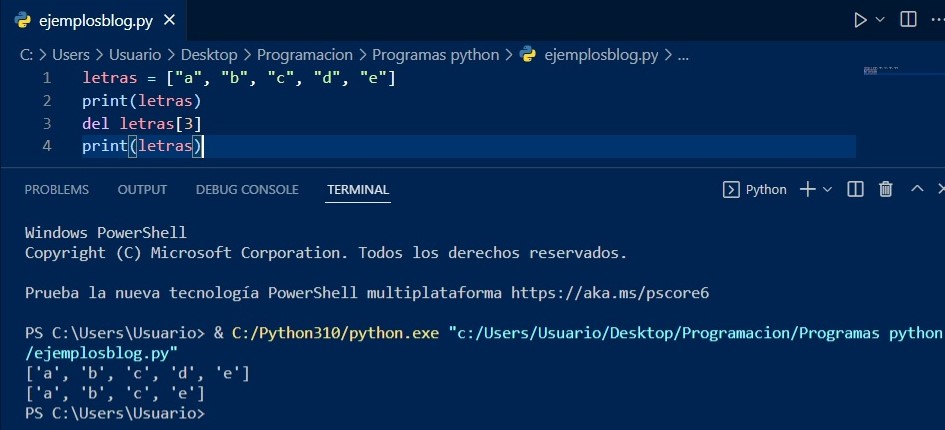 ejemplosblog.py
C: > Users > Usuario > Desktop > Programacion > Programas python > ejemplosblog.py > ...
1 letras = ["a", "b", "c", "d", "e"]
2 print(letras)
3 del letras[3]
4 print(letras)
PROBLEMS OUTPUT DEBUG CONSOLE TERMINAL Python
Windows PowerShell
Copyright (C) Microsoft Corporation. Todos los derechos reservados.
Prueba la nueva tecnología PowerShell multiplataforma https://aka.ms/pscore6
PS C:\Users\Usuario> & C:/Python310/python.exe "c:/Users/Usuario/Desktop/Programacion/Programas python
/ejemplosblog.py"
['a', 'b', 'c', 'd', 'e']
['a', 'b', 'c', 'e']
PS C:\Users\Usuario>